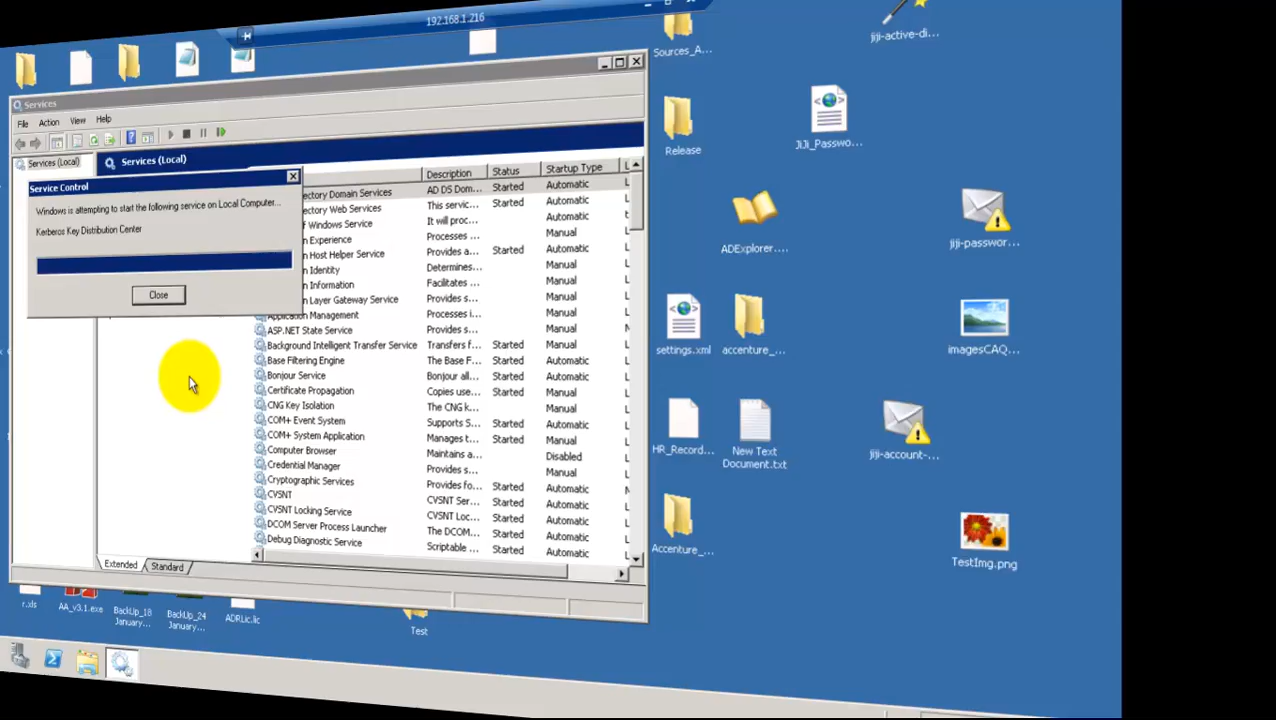 192.168.1.216
Services
File Action View Help
Services (Local)
Services (Local)
Service Control
Windows is attempting to start the following service on Local Computer...
Kerberos Key Distribution Center
Close
Description Status Startup Type
ectory Domain Services AD DS Dom... Started Automatic
ectory Web Services This servic... Started Automatic
f Windows Service It will proc... Automatic
n Experience Processes ... Manual
n Host Helper Service Provides a... Started Automatic
n Identity Determines... Manual
n Information Facilitates ... Manual
n Layer Gateway Service Provides s... Manual
Application Management Processes i... Manual
ASP.NET State Service Provides s... Manual
Background Intelligent Transfer Service Transfers f... Started Manual
Base Filtering Engine The Base F... Started Automatic
Bonjour Service Bonjour all... Started Automatic
Certificate Propagation Copies use... Started Manual
CNG Key Isolation The CNG k... Manual
COM+ Event System Supports S... Started Automatic
COM+ System Application Manages t... Started Manual
Computer Browser Maintains a... Disabled
Credential Manager Provides s... Manual
Cryptographic Services Provides fo... Started Automatic
CVSNT CVSNT Ser... Started Automatic
CVSNT Locking Service CVSNT Loc... Started Automatic
DCOM Server Process Launcher The DCOM... Started Automatic
Debug Diagnostic Service Scriptable ... Started Automatic
Extended Standard
r.xls
AA_v3.1.exe
BackUp_18
January...
BackUp_24
January...
ADRLic.lic
Test
Sources_A...
jiji-active-di...
Release
JiJi_Passwo...
ADExplorer....
jiji-passwor...
settings.xml
accenture_...
imagesCAQ...
HR_Record...
New Text
Document.txt
jiji-account-...
Accenture_...
TestImg.png